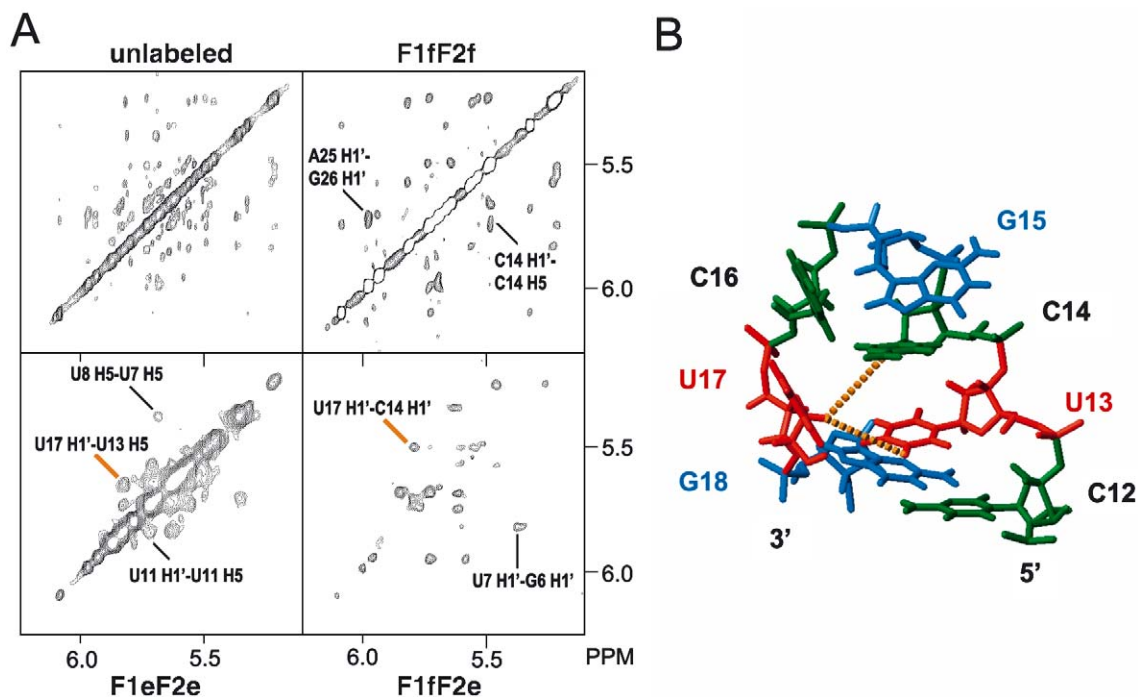 A
unlabeled
F1fF2f
A25 H1'-
G26 H1'
C14 H1'-
C14 H5
5.5
6.0
U8 H5-U7 H5
U17 H1'-U13 H5
U11 H1'-U11 H5
U17 H1'-C14 H1'
U7 H1'-G6 H1'
5.5
6.0
6.0 5.5
6.0 5.5
PPM
F1eF2e
F1fF2e
B
G15
C16
C14
U17
U13
G18
C12
3'
5'